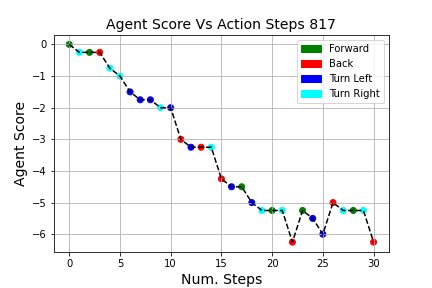 Agent Score Vs Action Steps 817
Forward
Back
Turn Left
Turn Right
Agent Score
0
−1
−2
−3
−4
−5
−6
0 5 10 15 20 25 30
Num. Steps